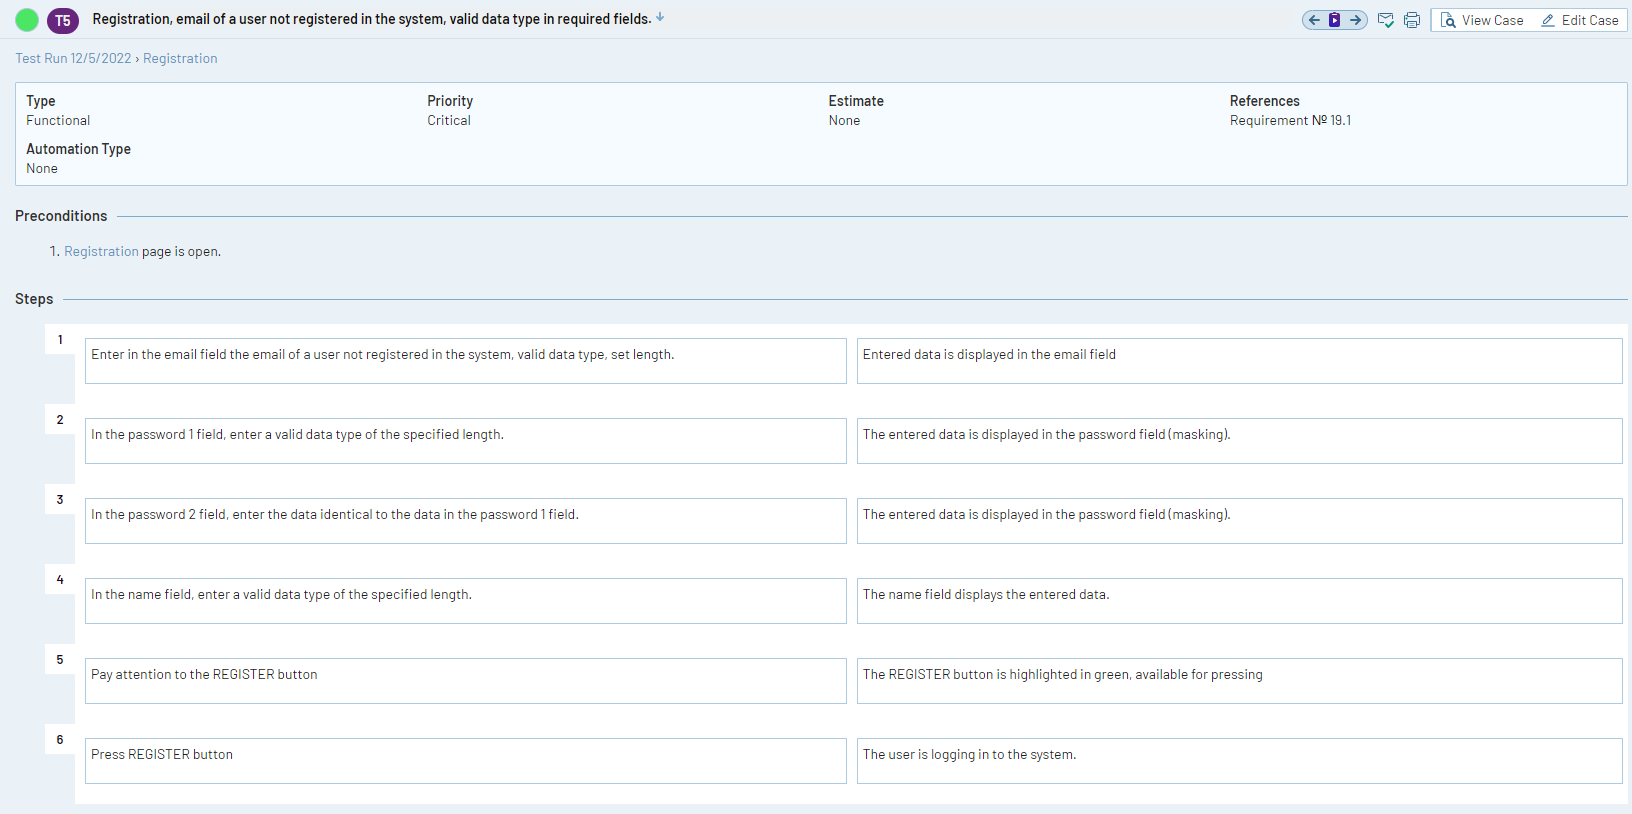 T5 Registration, email of a user not registered in the system, valid data type in required fields. View Case Edit Case
Test Run 12/5/2022 › Registration
Type Priority Estimate References
Functional Critical None Requirement № 19.1
Automation Type
None
Preconditions
1. Registration page is open.
Steps
1
Enter in the email field the email of a user not registered in the system, valid data type, set length. Entered data is displayed in the email field
2
In the password 1 field, enter a valid data type of the specified length. The entered data is displayed in the password field (masking).
3
In the password 2 field, enter the data identical to the data in the password 1 field. The entered data is displayed in the password field (masking).
4
In the name field, enter a valid data type of the specified length. The name field displays the entered data.
5
Pay attention to the REGISTER button The REGISTER button is highlighted in green, available for pressing
6
Press REGISTER button The user is logging in to the system.